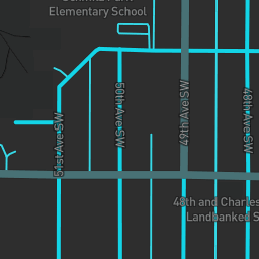 Elementary School
51st Ave SW
50th Ave SW
49th Ave SW
48th Ave SW
48th and Charles
Landbanked S